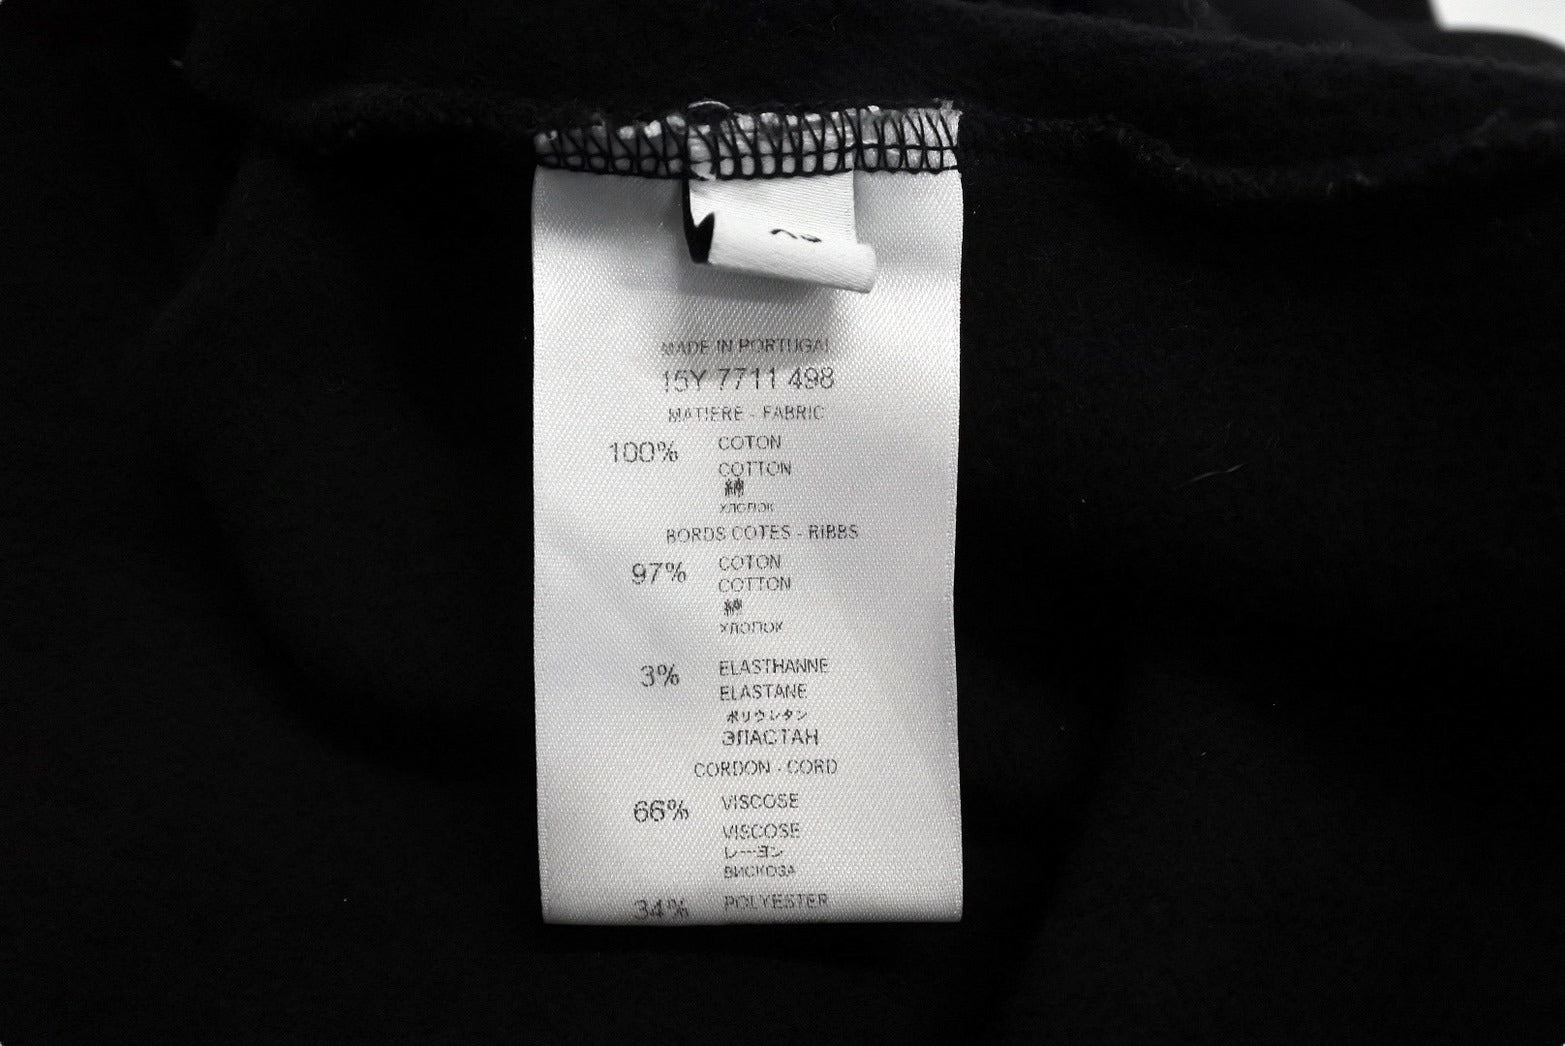 MADE IN PORTUGAL
15Y 7711 498
MATIERE - FABRIC
100% COTON
COTTON
綿
ХЛОПОК
BORDS COTES - RIBBS
97% COTON
COTTON
綿
ХЛОПОК
3% ELASTHANNE
ELASTANE
ポリウレタン
ЭЛАСТАН
CORDON - CORD
66% VISCOSE
VISCOSE
レーヨン
ВИСКОЗА
34% POLYESTER